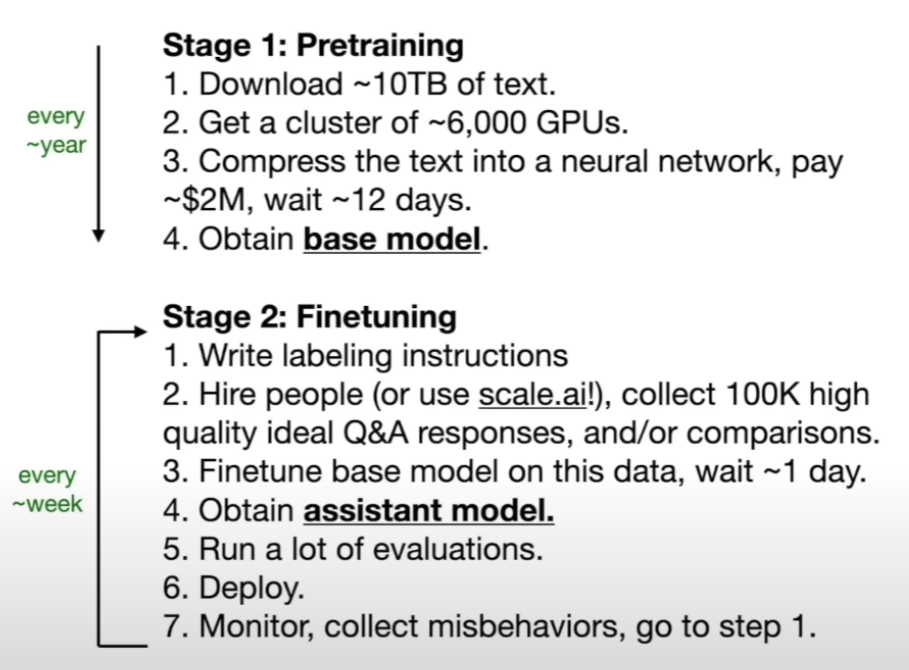 Stage 1: Pretraining
1. Download ~10TB of text.
2. Get a cluster of ~6,000 GPUs.
3. Compress the text into a neural network, pay
~$2M, wait ~12 days.
4. Obtain base model.
every
~year
Stage 2: Finetuning
1. Write labeling instructions
2. Hire people (or use scale.ai!), collect 100K high
quality ideal Q&A responses, and/or comparisons.
3. Finetune base model on this data, wait ~1 day.
4. Obtain assistant model.
5. Run a lot of evaluations.
6. Deploy.
7. Monitor, collect misbehaviors, go to step 1.
every
~week